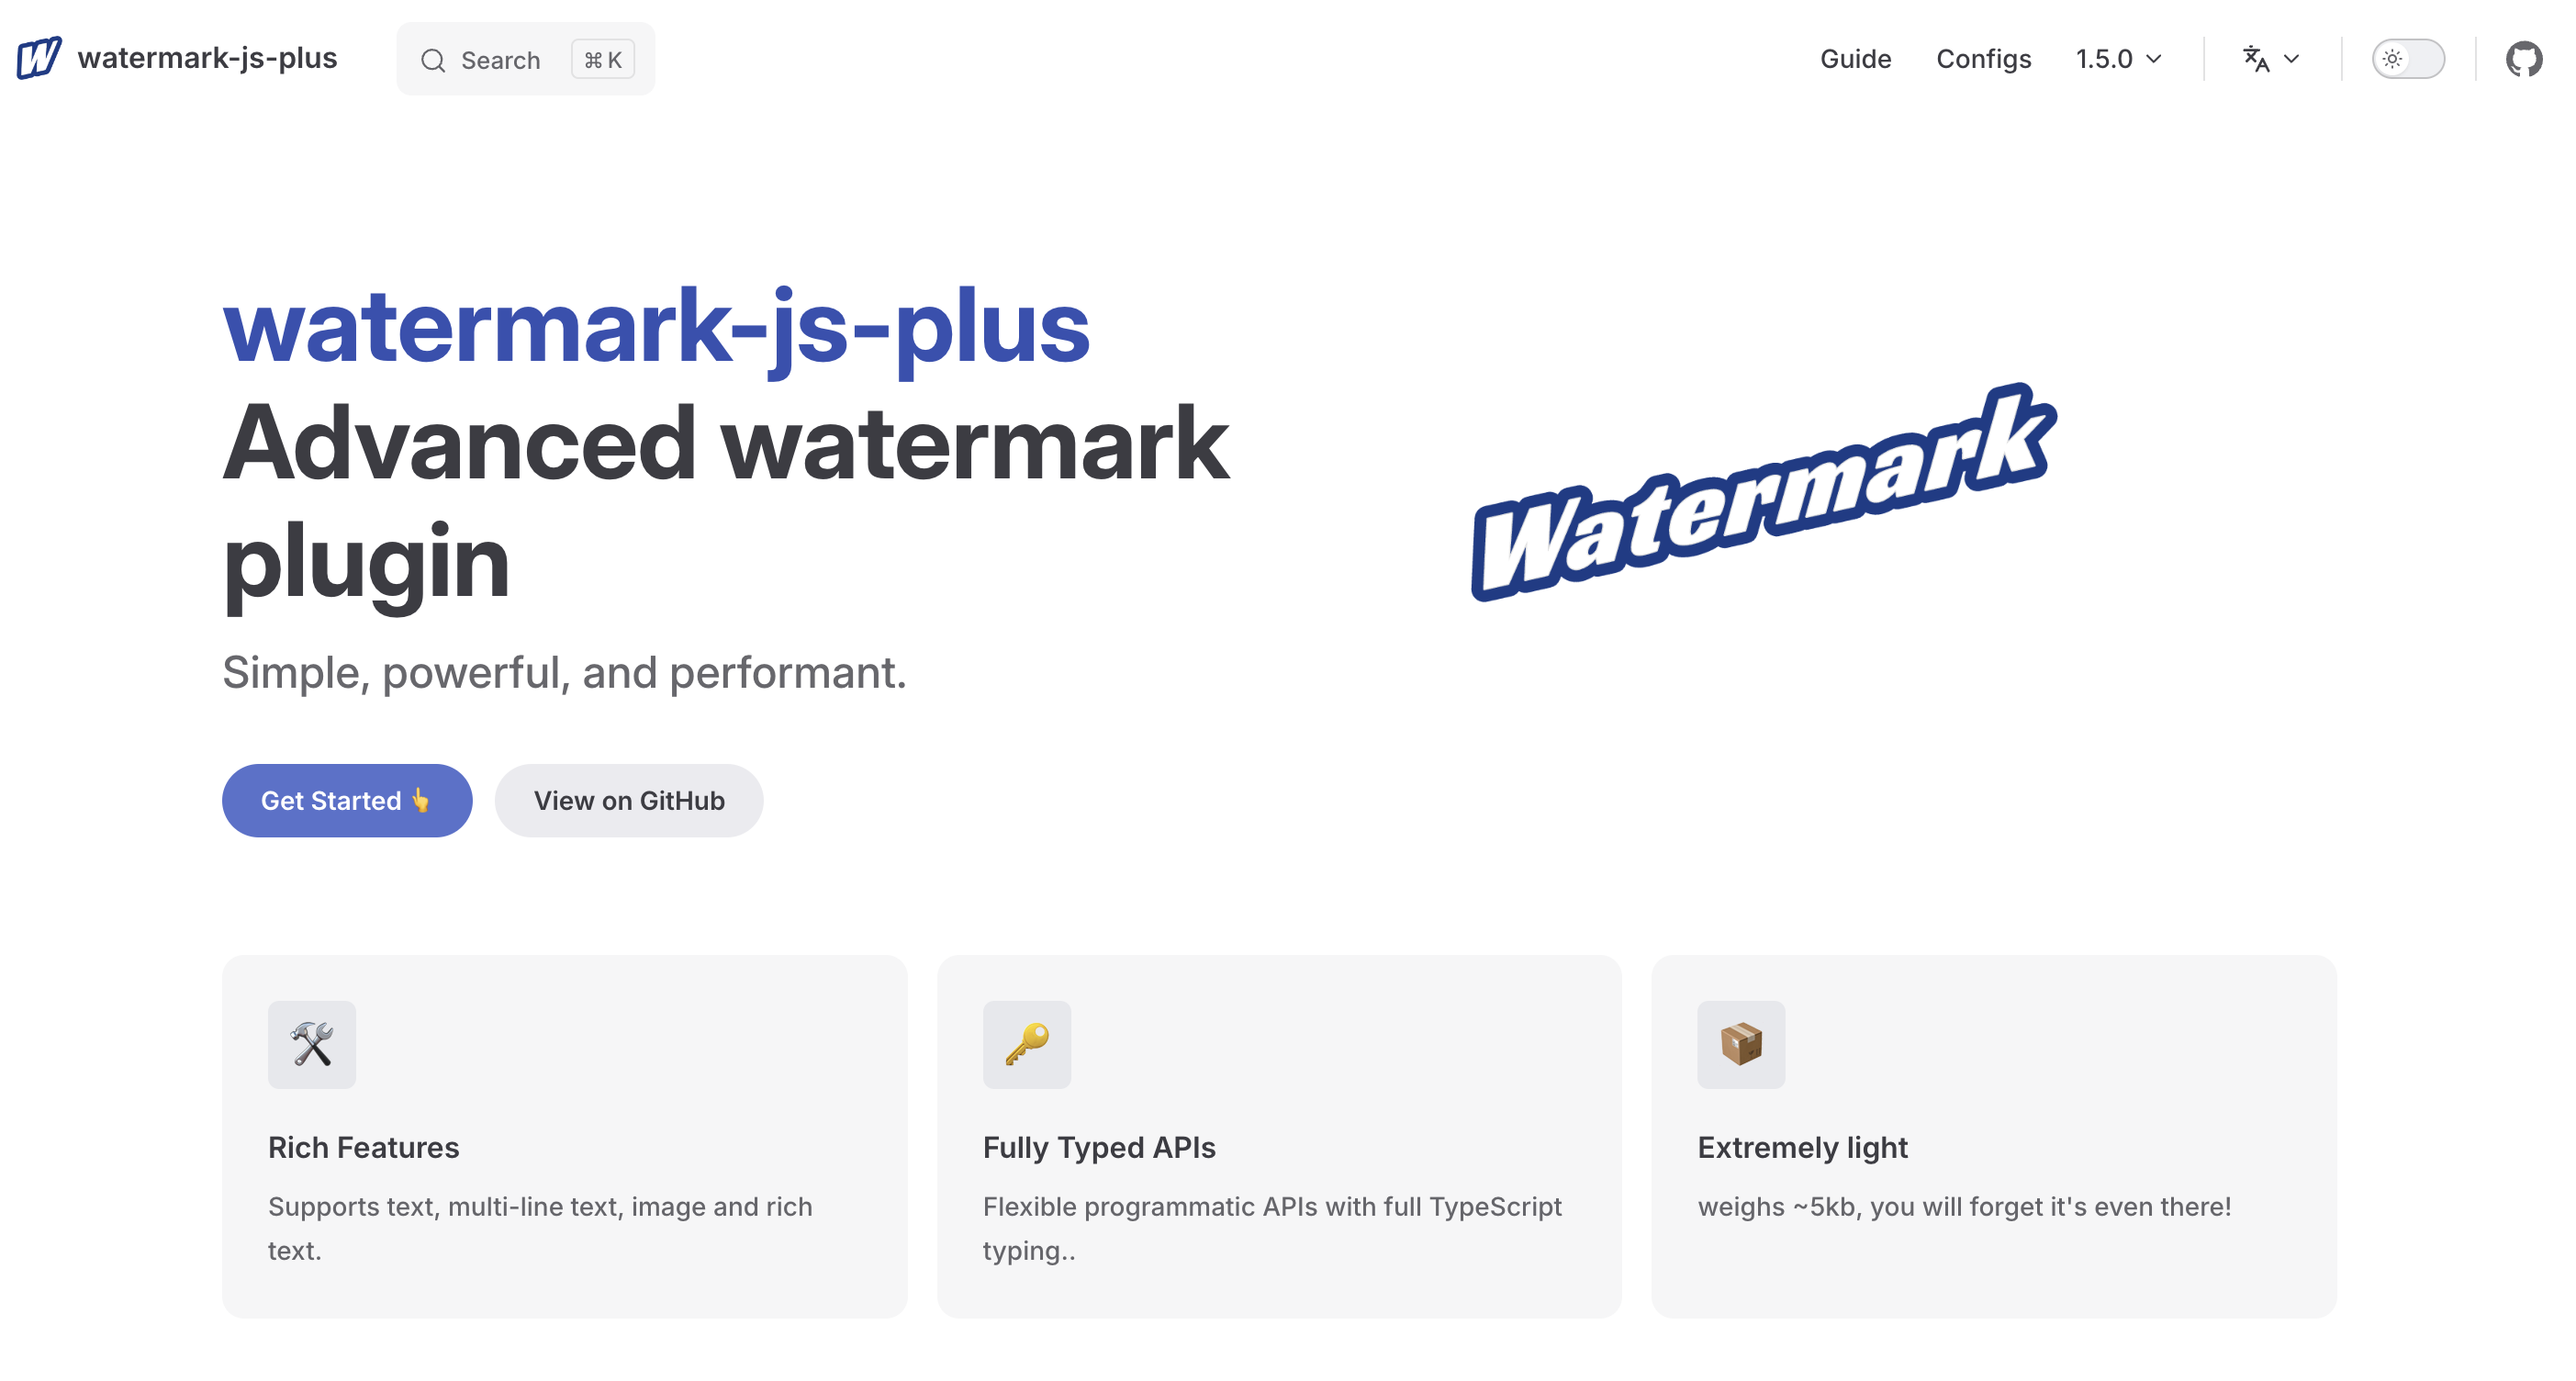 W watermark-js-plus
Search ⌘ K
Guide Configs 1.5.0
watermark-js-plus
Advanced watermark
plugin
Simple, powerful, and performant.
Watermark
Get Started 👆 View on GitHub
Rich Features
Supports text, multi-line text, image and rich
text.
Fully Typed APIs
Flexible programmatic APIs with full TypeScript
typing..
Extremely light
weighs ~5kb, you will forget it's even there!